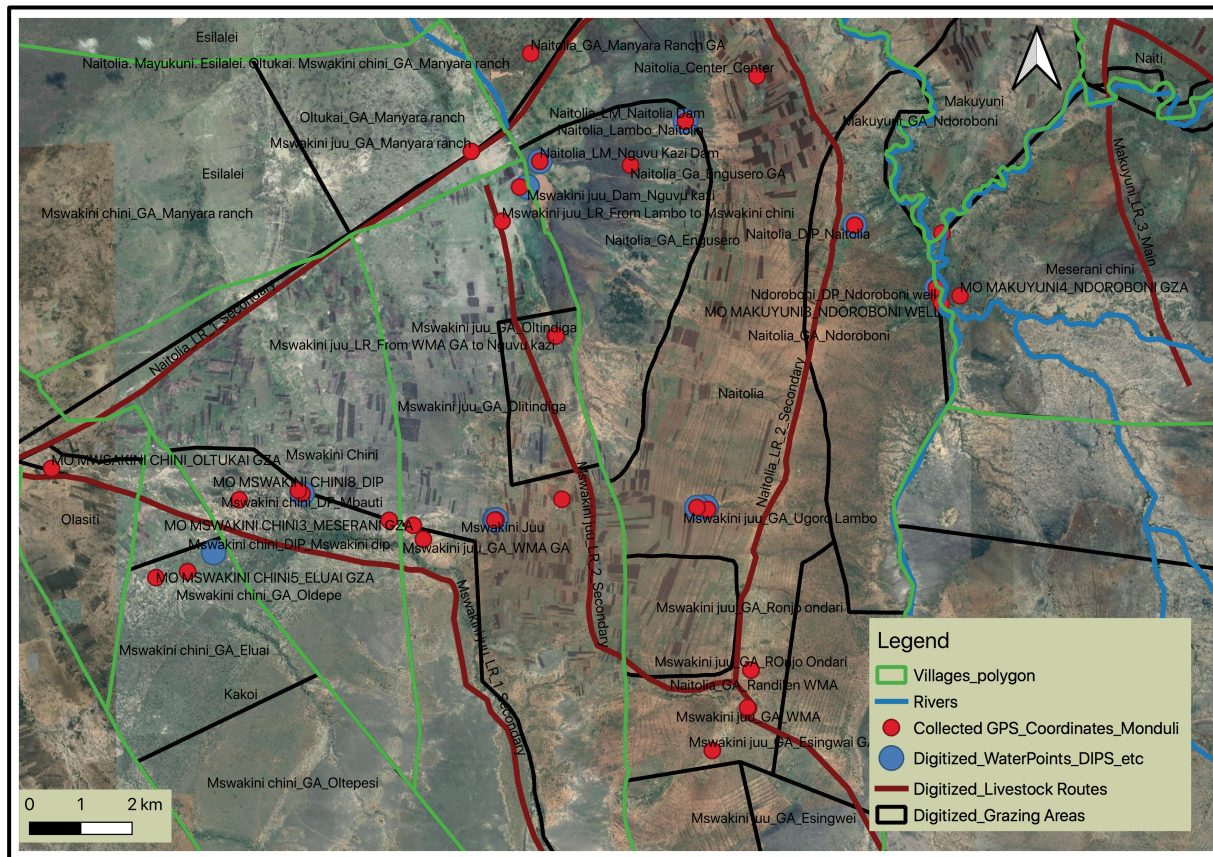 Esilalei
Naitolia_GA_Manyara Ranch GA
Naitolia. Mayukuni. Esilalei. Oltukai. Mswakini chini_GA_Manyara ranch
Naitolia_Center_Center
Naiti
Makuyuni
Oltukai_GA_Manyara ranch
Naitolia_LM_Naitolia Dam
Makuyuni_GA_Ndoroboni
Naitolia_Lambo_Naitolia
Mswakini juu_GA_Manyara ranch
Naitolia_LM_Nguvu Kazi Dam
Esilalei
Naitolia_Ga_Engusero GA
Mswakini juu_Dam_Nguvu kazi
Makuyuni_LR_3_Main
Mswakini chini_GA_Manyara ranch
Mswakini juu_LR_From Lambo to Mswakini chini
Naitolia_GA_Engusero
Naitolia_DIP_Naitolia
Meserani chini
MO MAKUYUNI4_NDOROBONI GZA
Ndoroboni_DP_Ndoroboni well
MO MAKUYUNI3_NDOROBONI WELL
Naitolia_LR_1_Secondary
Mswakini juu_GA_Oltindiga
Naitolia_GA_Ndoroboni
Mswakini juu_LR_From WMA GA to Nguvu kazi
Naitolia
Mswakini juu_GA_Olitindiga
Naitolia_LR_2_Secondary
Mswakini Chini
MO MWSAKINI CHINI_OLTUKAI GZA
MO MSWAKINI CHINI8_DIP
Mswakini chini_DP_Mbauti
Olasiti
MO MSWAKINI CHINI3_MESERANI GZA
Mswakini Juu
Mswakini juu_GA_Ugoro Lambo
Mswakini chini_DIP_Mswakini dip
Mswakini juu_GA_WMA GA
Mswakini juu_LR_2_Secondary
MO MSWAKINI CHINI5_ELUAI GZA
Mswakini chini_GA_Oldepe
Mswakini juu_GA_Ronjo ondari
Mswakini juu_LR_1_Secondary
Mswakini chini_GA_Eluai
Mswakini juu_GA_ROnjo Ondari
Kakoi
Naitolia_GA_Randilen WMA
Mswakini juu_GA_WMA
Mswakini juu_GA_Esingwai GA
Mswakini chini_GA_Oltepesi
Mswakini juu_GA_Esingwei
Legend
Villages_polygon
Rivers
Collected GPS_Coordinates_Monduli
Digitized_WaterPoints_DIPS_etc
Digitized_Livestock Routes
Digitized_Grazing Areas
0 1 2 km